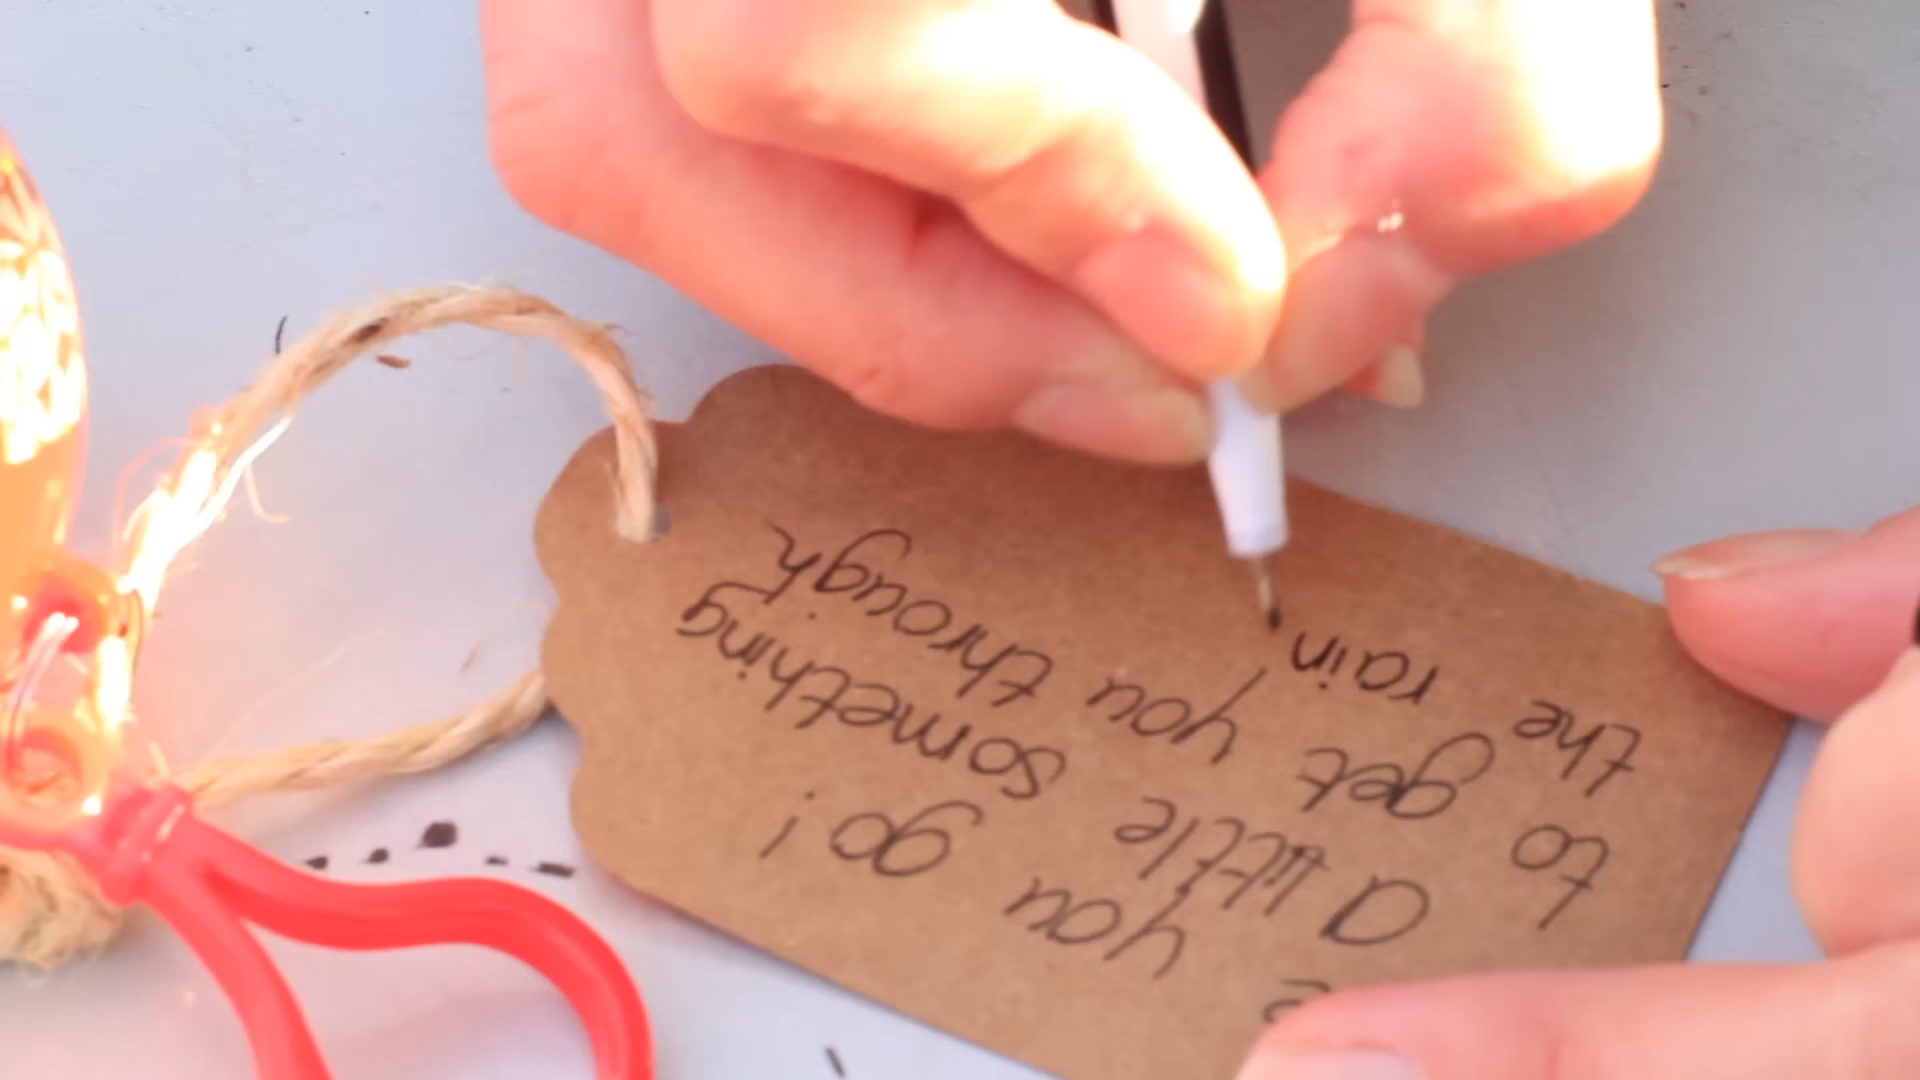 you go!
a little something
to get you through
the rain